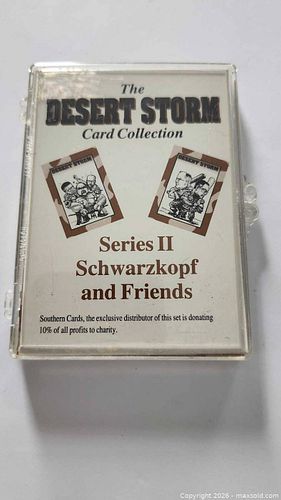 The
DESERT STORM
Card Collection
DESERT STORM
DESERT STORM
Series II
Schwarzkopf
and Friends
Southern Cards, the exclusive distributor of this set is donating
10% of all profits to charity.
Copyright 2026 - maxsold.com